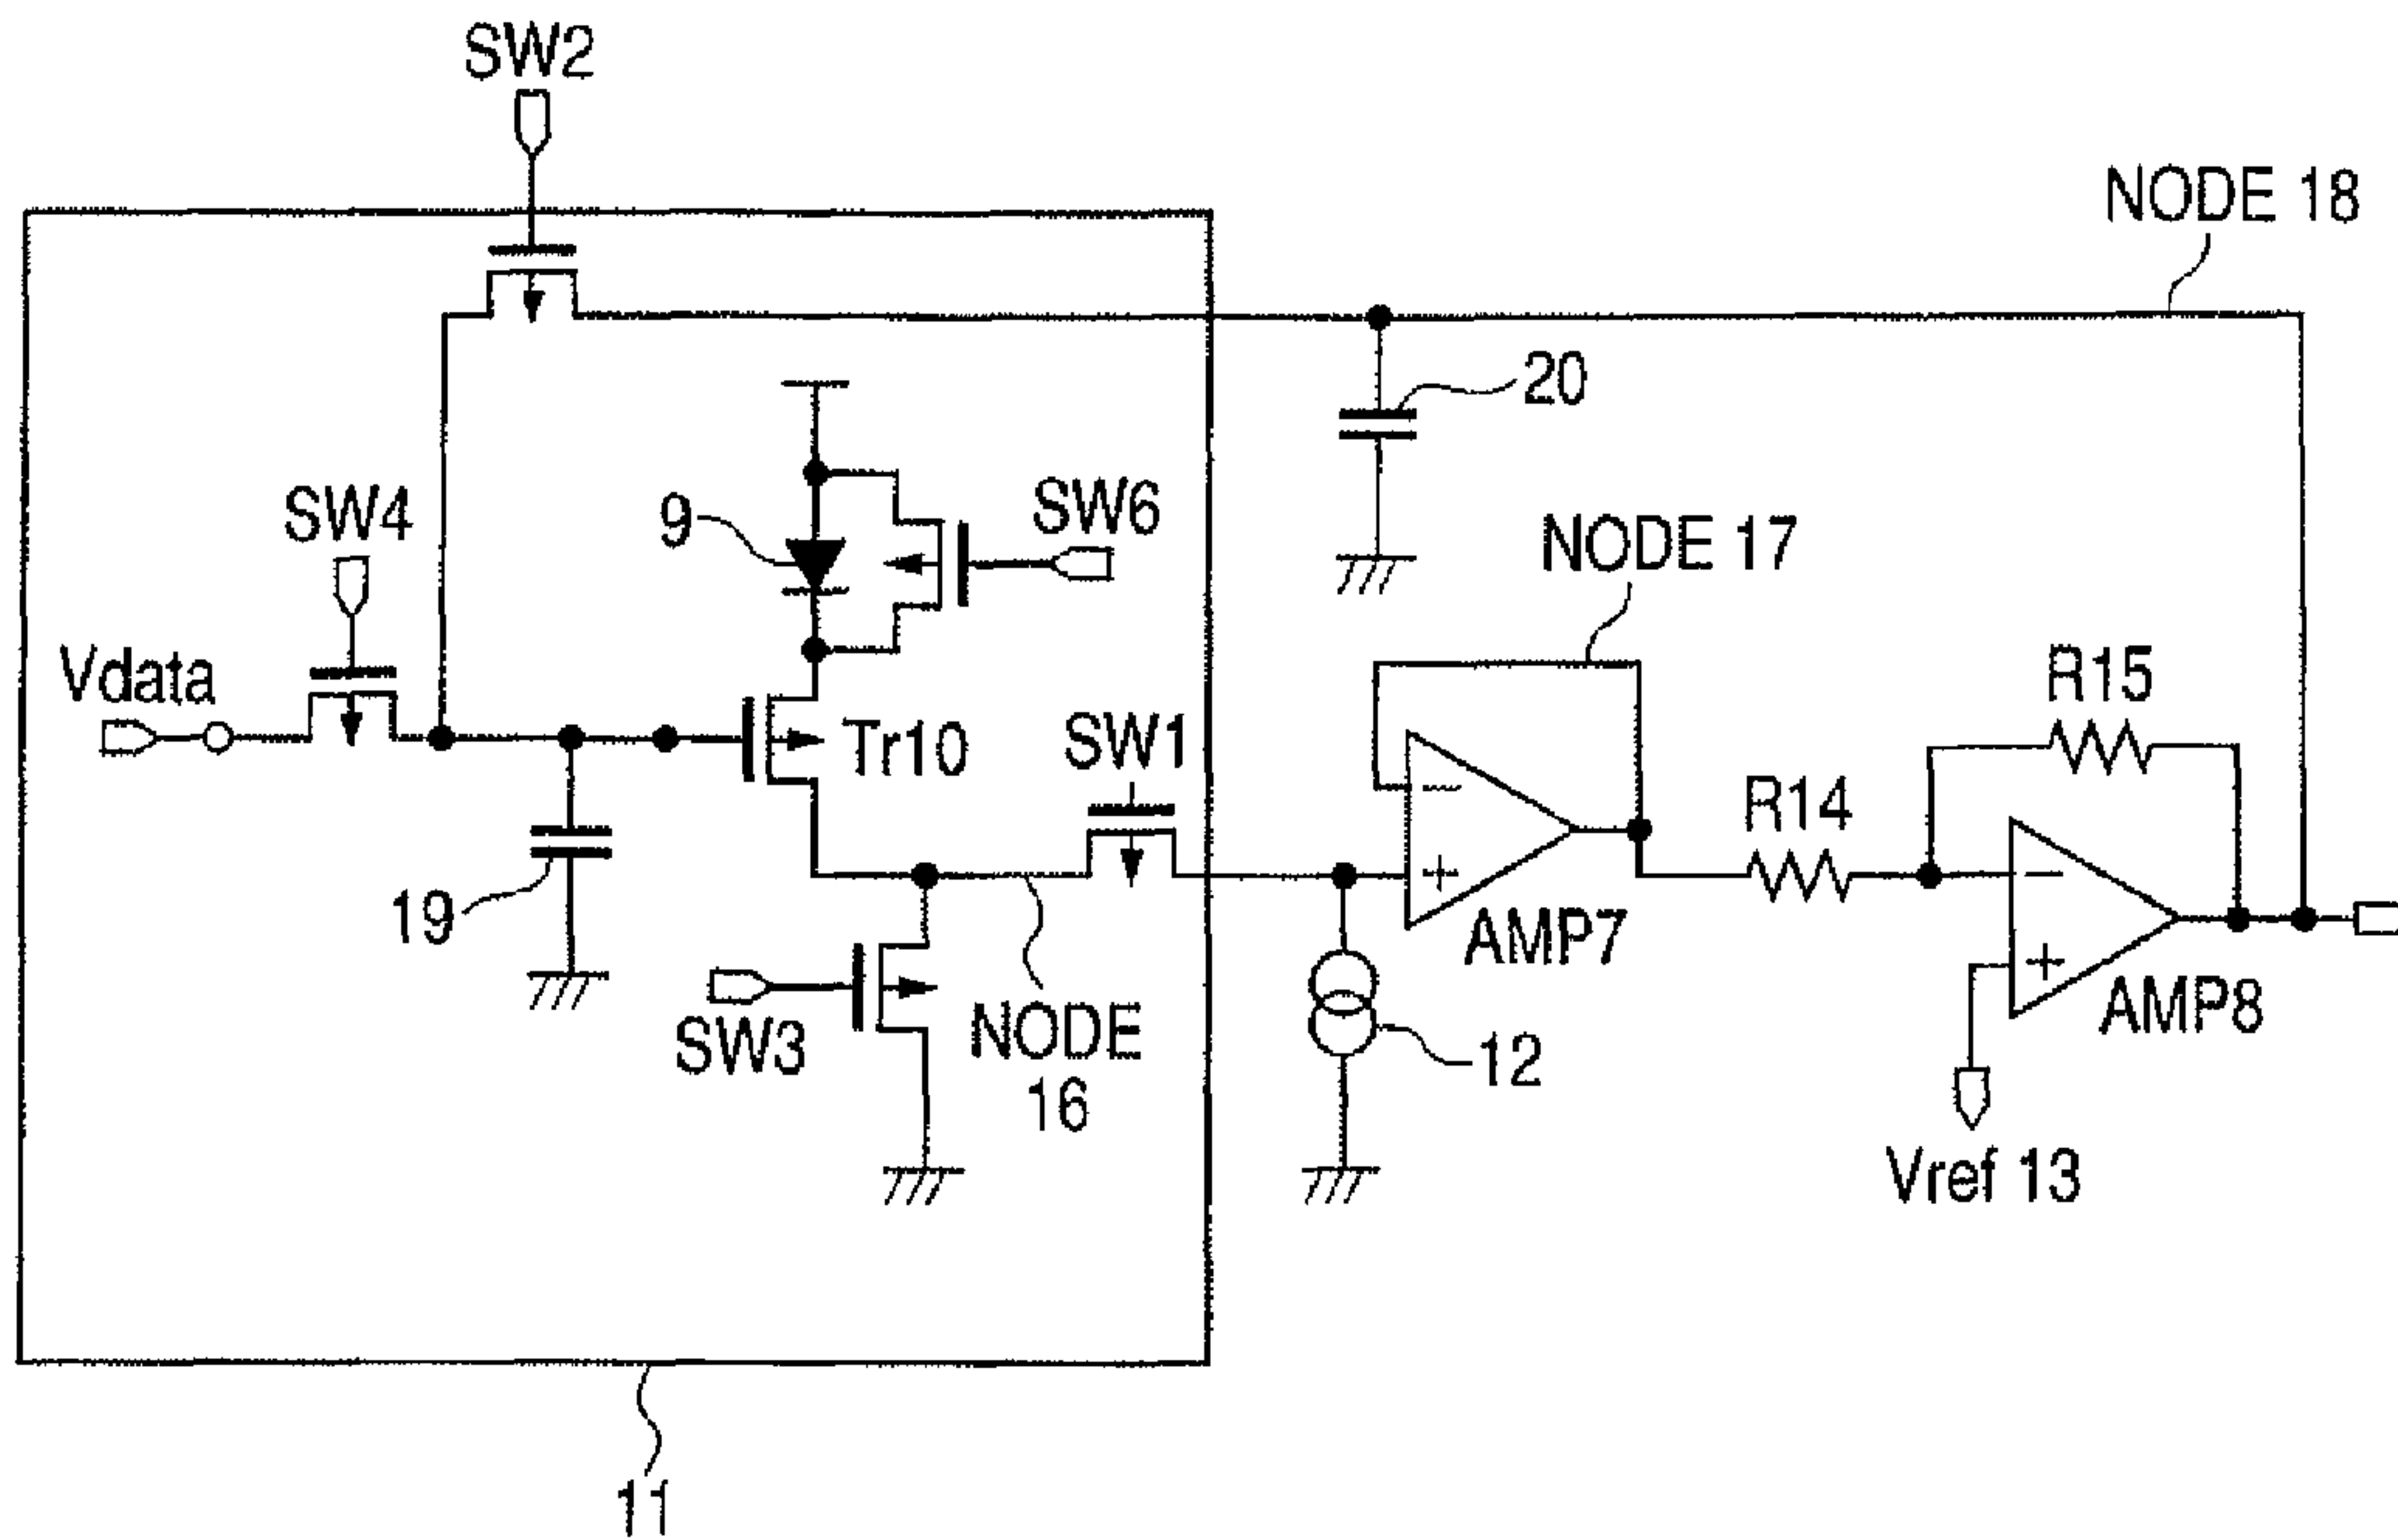 SW2
NODE 18
20
SW4
9
SW6
NODE 17
Vdata
Tr10
SW1
R15
R14
19
AMP7
SW3
NODE
16
12
AMP8
Vref 13
11